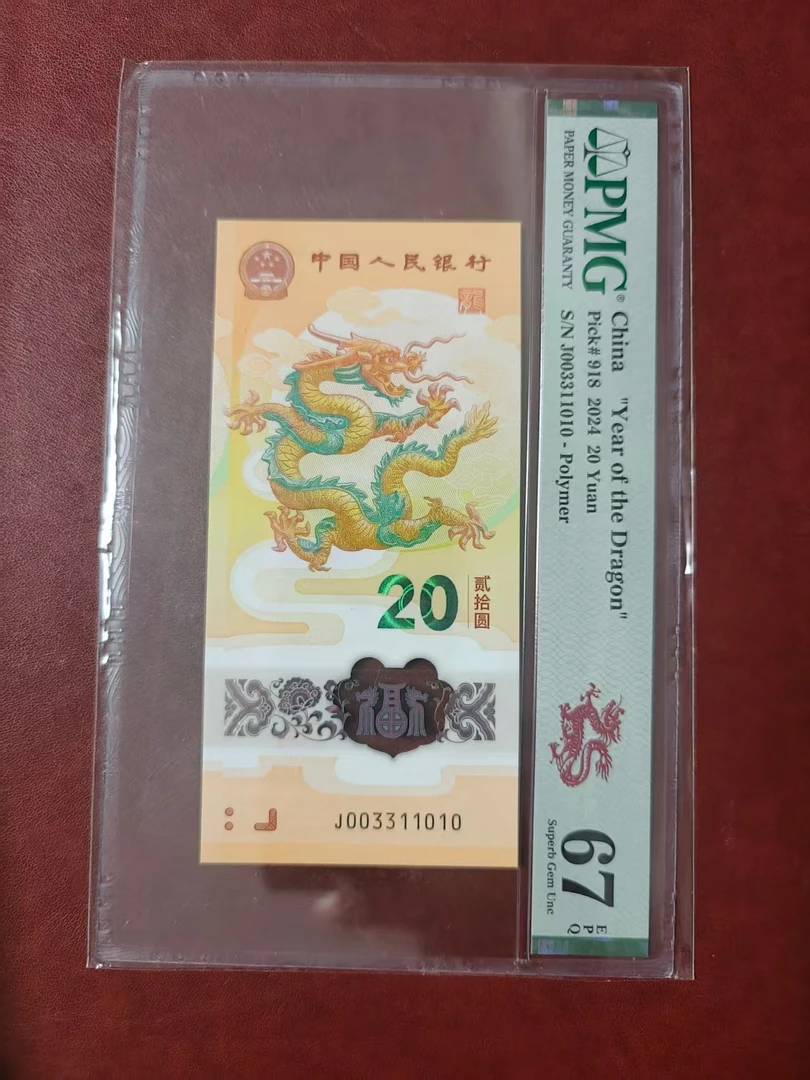 中国人民银行
龍
20
贰拾圆
福
J003311010
PMG®
PAPER MONEY GUARANTY
China "Year of the Dragon"
Pick# 918 2024 20 Yuan
S/N J003311010 - Polymer
67 EPQ
Superb Gem Unc